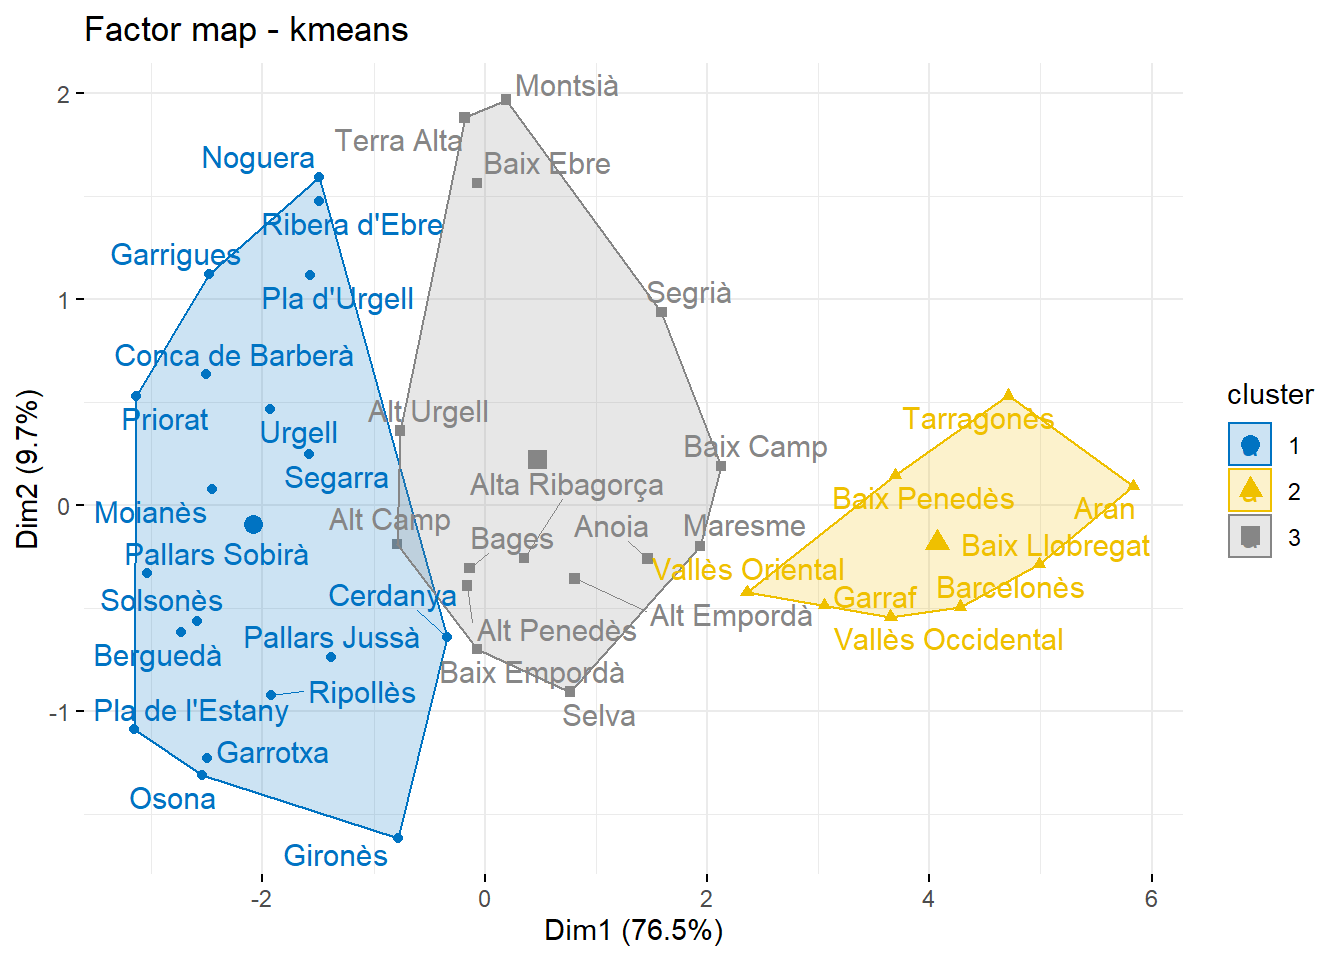 Factor map - kmeans
Montsià
Terra Alta
Baix Ebre
Noguera
Ribera d'Ebre
Garrigues
Pla d'Urgell
Segrià
Conca de Barberà
Priorat
Alt Urgell
Urgell
Tarragonès
Baix Camp
Segarra
Alta Ribagorça
Baix Penedès
Aran
Moianès
Alt Camp
Anoia
Maresme
Bages
Baix Llobregat
Pallars Sobirà
Vallès Oriental
Solsonès
Cerdanya
Garraf
Barcelonès
Alt Empordà
Pallars Jussà
Alt Penedès
Vallès Occidental
Berguedà
Baix Empordà
Ripollès
Pla de l'Estany
Selva
Garrotxa
Osona
Gironès
2
1
0
-1
Dim2 (9.7%)
-2
0
2
4
6
Dim1 (76.5%)
cluster
1
2
3